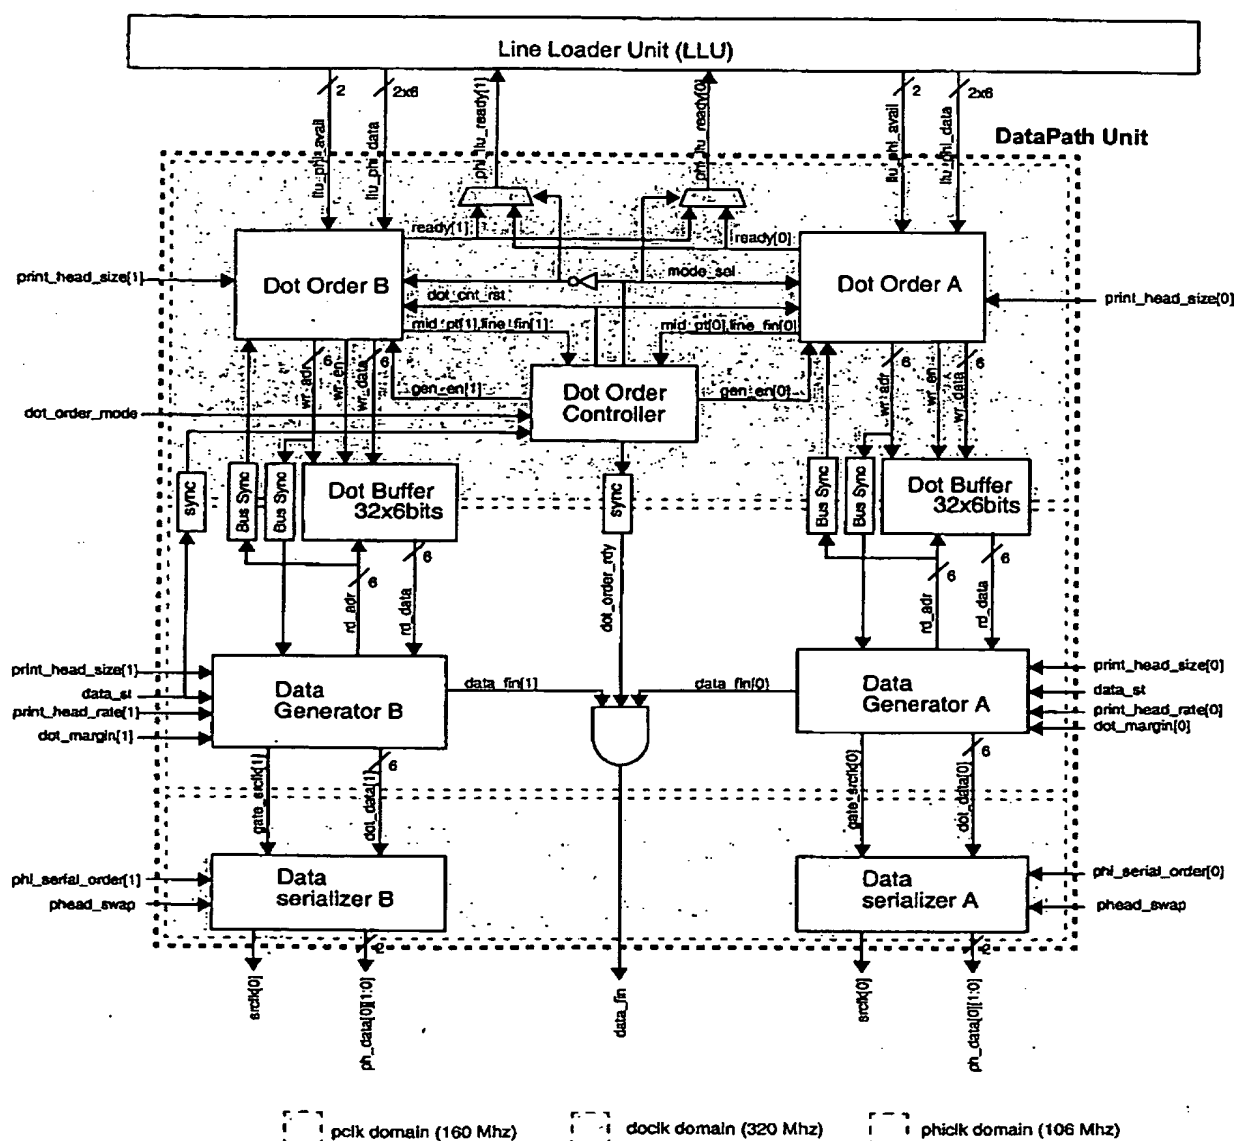 Line Loader Unit (LLU)
2
2x6
2
2x6
llu_phi_avail
llu_phi_data
phi_llu_ready[1]
phi_llu_ready[0]
llu_phi_avail
llu_phi_data
DataPath Unit
ready[1]
ready[0]
print_head_size[1]
Dot Order B
mode_sel
Dot Order A
dot_cnt_rst
print_head_size[0]
mid_pt[1],line_fin[1]
mid_pt[0],line_fin[0]
wr_adr
6
wr_en
wr_data
6
gen_en[1]
Dot Order
Controller
gen_en[0]
wr_adr
6
wr_en
wr_data
6
dot_order_mode
sync
Bus Sync
Bus Sync
Dot Buffer
32x6bits
sync
Bus Sync
Bus Sync
Dot Buffer
32x6bits
rd_adr
6
rd_data
6
dot_order_rdy
rd_adr
6
rd_data
6
print_head_size[1]
data_st
print_head_rate[1]
dot_margin[1]
Data
Generator B
data_fin[1]
data_fin[0]
Data
Generator A
print_head_size[0]
data_st
print_head_rate[0]
dot_margin[0]
gate_srclk[1]
dot_data[1]
6
gate_srclk[0]
dot_data[0]
6
phi_serial_order[1]
phead_swap
Data
serializer B
Data
serializer A
phi_serial_order[0]
phead_swap
2
2
srclk[0]
ph_data[0][1:0]
data_fin
srclk[0]
ph_data[0][1:0]
pclk domain (160 Mhz)
doclk domain (320 Mhz)
phiclk domain (106 Mhz)